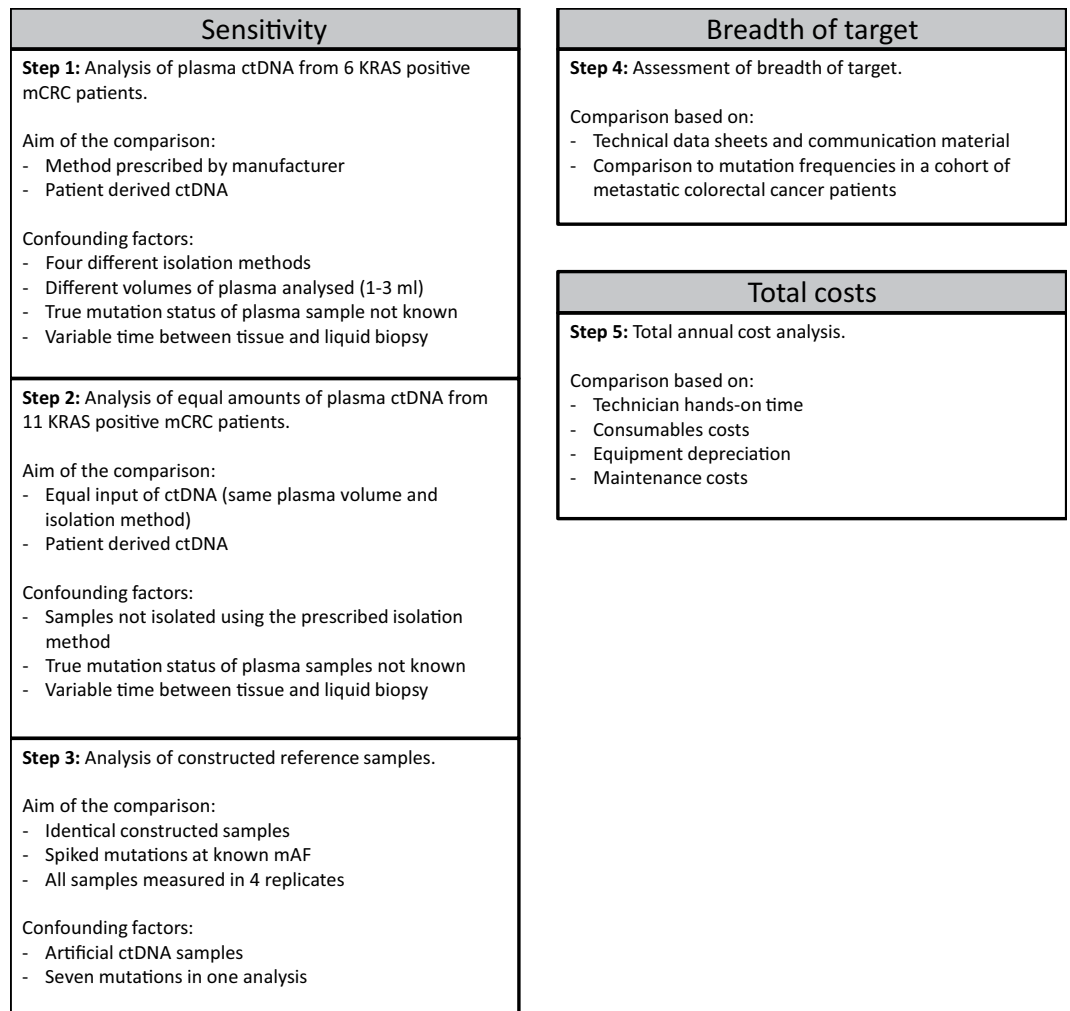 Sensitivity
Step 1: Analysis of plasma ctDNA from 6 KRAS positive
mCRC patients.
Aim of the comparison:
- Method prescribed by manufacturer
- Patient derived ctDNA
Confounding factors:
- Four different isolation methods
- Different volumes of plasma analysed (1-3 ml)
- True mutation status of plasma sample not known
- Variable time between tissue and liquid biopsy
Step 2: Analysis of equal amounts of plasma ctDNA from
11 KRAS positive mCRC patients.
Aim of the comparison:
- Equal input of ctDNA (same plasma volume and
isolation method)
- Patient derived ctDNA
Confounding factors:
- Samples not isolated using the prescribed isolation
method
- True mutation status of plasma samples not known
- Variable time between tissue and liquid biopsy
Step 3: Analysis of constructed reference samples.
Aim of the comparison:
- Identical constructed samples
- Spiked mutations at known mAF
- All samples measured in 4 replicates
Confounding factors:
- Artificial ctDNA samples
- Seven mutations in one analysis
Breadth of target
Step 4: Assessment of breadth of target.
Comparison based on:
- Technical data sheets and communication material
- Comparison to mutation frequencies in a cohort of
metastatic colorectal cancer patients
Total costs
Step 5: Total annual cost analysis.
Comparison based on:
- Technician hands-on time
- Consumables costs
- Equipment depreciation
- Maintenance costs